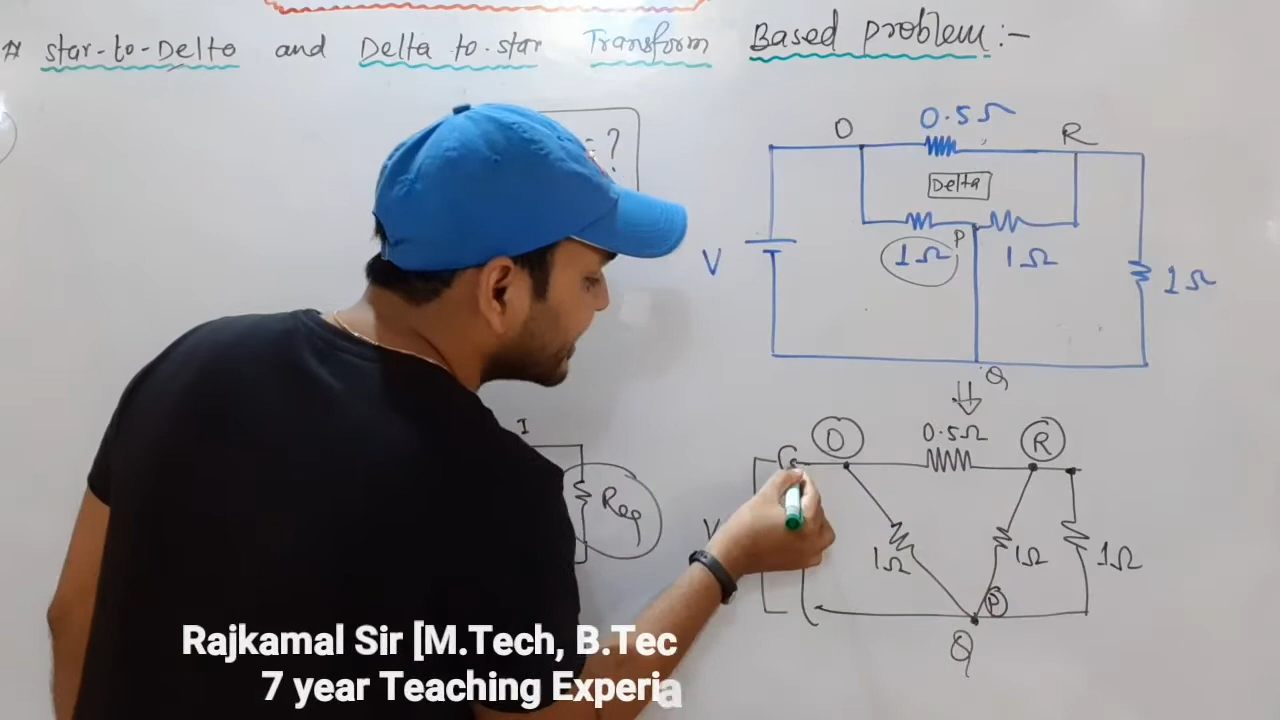 # star-to-Delta and Delta to star Transform Based problem:-
= ?
0.5Ω
D R
Delta
P
1Ω 1Ω
V
1Ω
Q
I
Req
D 0.5Ω R
V
1Ω 1Ω 1Ω
P
Q
Rajkamal Sir [M.Tech, B.Tec
7 year Teaching Experia